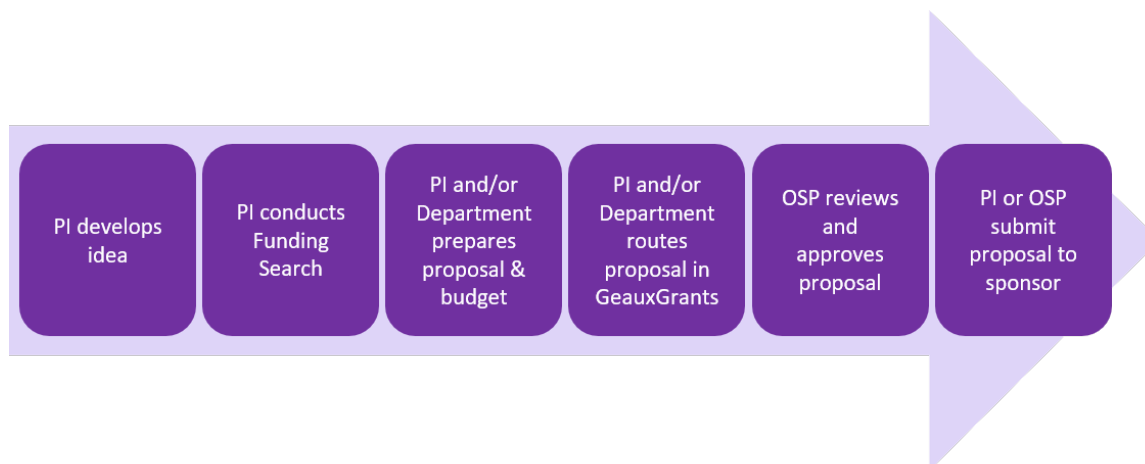 PI develops
idea
PI conducts
Funding
Search
PI and/or
Department
prepares
proposal &
budget
PI and/or
Department
routes
proposal in
GeauxGrants
OSP reviews
and
approves
proposal
PI or OSP
submit
proposal to
sponsor